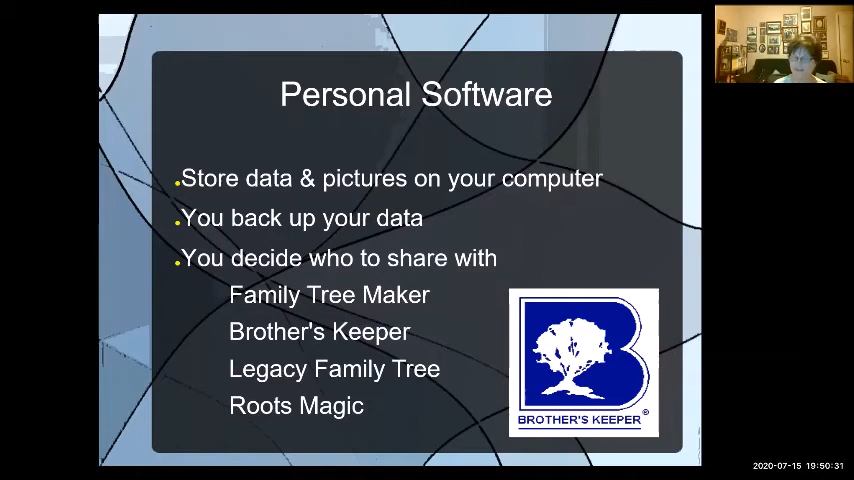 Personal Software
Store data & pictures on your computer
You back up your data
You decide who to share with
Family Tree Maker
Brother's Keeper
Legacy Family Tree
Roots Magic
BROTHER'S KEEPER®
2020-07-15 19:50:31